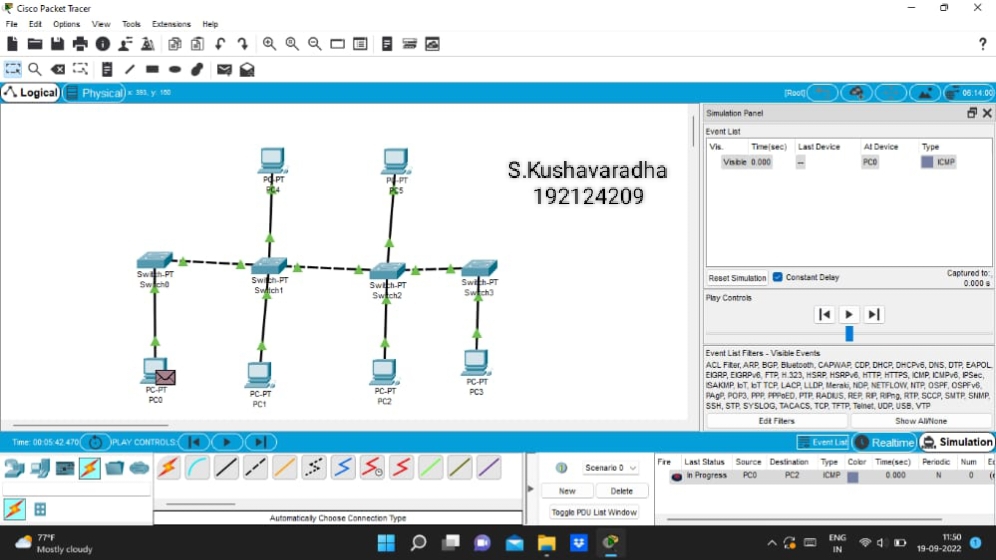 Cisco Packet Tracer
File Edit Options View Tools Extensions Help
?
Logical Physical x: 393, y: 180 [Root] 06:14:00
Simulation Panel
Event List
Vis. Time(sec) Last Device At Device Type
Visible 0.000 -- PC0 ICMP
S.Kushavaradha
192124209
PC-PT
PC4
PC-PT
PC5
Switch-PT
Switch0
Switch-PT
Switch1
Switch-PT
Switch2
Switch-PT
Switch3
PC-PT
PC0
PC-PT
PC1
PC-PT
PC2
PC-PT
PC3
Reset Simulation Constant Delay Captured to:
0.000 s
Play Controls
Event List Filters - Visible Events
ACL Filter, ARP, BGP, Bluetooth, CAPWAP, CDP, DHCP, DHCPv6, DNS, DTP, EAPOL,
EIGRP, EIGRPv6, FTP, H.323, HSRP, HSRPv6, HTTP, HTTPS, ICMP, ICMPv6, IPSec,
ISAKMP, IoT, IoT TCP, LACP, LLDP, Meraki, NDP, NETFLOW, NTP, OSPF, OSPFv6,
PAgP, POP3, PPP, PPPoED, PTP, RADIUS, REP, RIP, RIPng, RTP, SCCP, SMTP, SNMP,
SSH, STP, SYSLOG, TACACS, TCP, TFTP, Telnet, UDP, USB, VTP
Edit Filters Show All/None
Time: 00:05:42.470 PLAY CONTROLS: Event List Realtime Simulation
Scenario 0
New Delete
Toggle PDU List Window
Fire Last Status Source Destination Type Color Time(sec) Periodic Num
In Progress PC0 PC2 ICMP 0.000 N 0
Automatically Choose Connection Type
77°F
Mostly cloudy
ENG
IN
11:50
19-09-2022
1